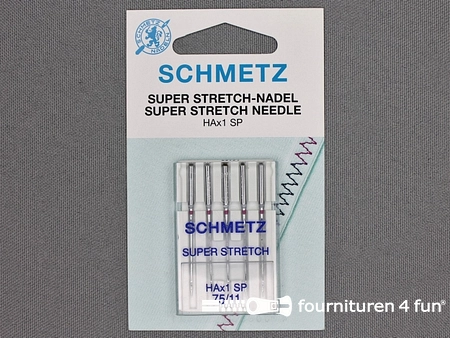 SCHMETZ
SUPER STRETCH-NADEL
SUPER STRETCH NEEDLE
HAx1 SP
SCHMETZ
SUPER STRETCH
HAx1 SP
75/11
fournituren 4 fun®